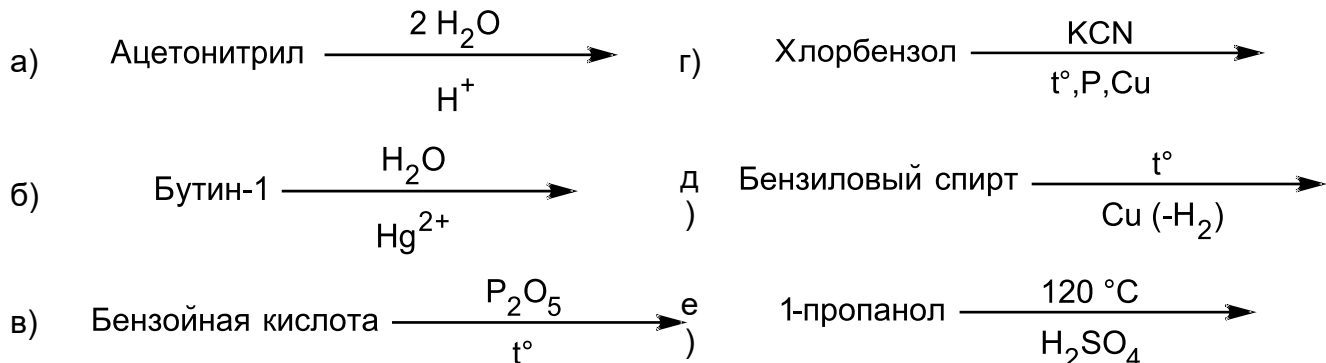 а) Ацетонитрил 2 H2O H+
г) Хлорбензол KCN t°,P,Cu
б) Бутин-1 H2O Hg2+
д) Бензиловый спирт t° Cu (-H2)
в) Бензойная кислота P2O5 t°
е) 1-пропанол 120 °C H2SO4